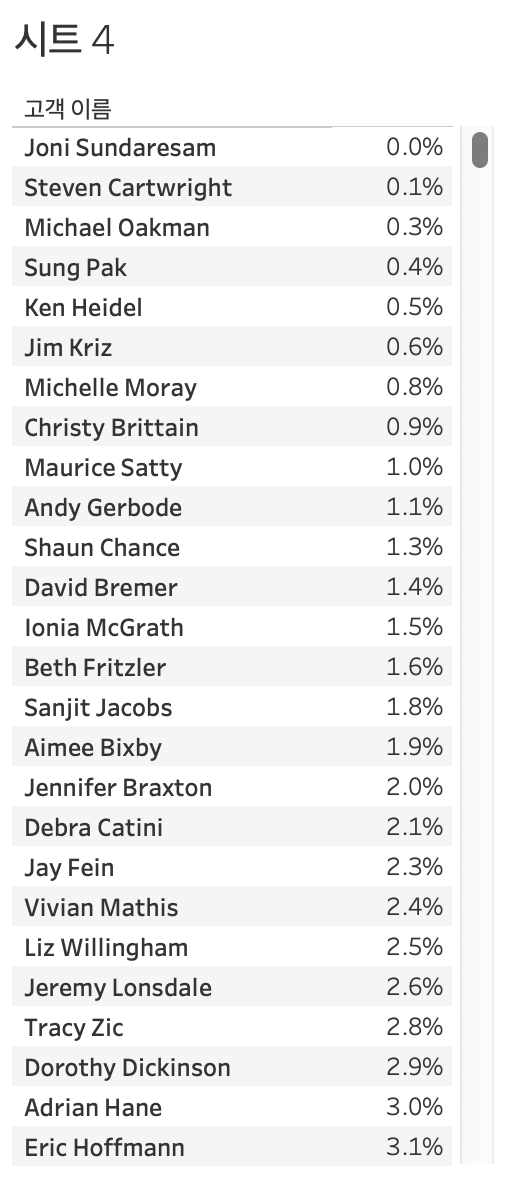 시트 4
고객 이름
Joni Sundaresam 0.0%
Steven Cartwright 0.1%
Michael Oakman 0.3%
Sung Pak 0.4%
Ken Heidel 0.5%
Jim Kriz 0.6%
Michelle Moray 0.8%
Christy Brittain 0.9%
Maurice Satty 1.0%
Andy Gerbode 1.1%
Shaun Chance 1.3%
David Bremer 1.4%
Ionia McGrath 1.5%
Beth Fritzler 1.6%
Sanjit Jacobs 1.8%
Aimee Bixby 1.9%
Jennifer Braxton 2.0%
Debra Catini 2.1%
Jay Fein 2.3%
Vivian Mathis 2.4%
Liz Willingham 2.5%
Jeremy Lonsdale 2.6%
Tracy Zic 2.8%
Dorothy Dickinson 2.9%
Adrian Hane 3.0%
Eric Hoffmann 3.1%